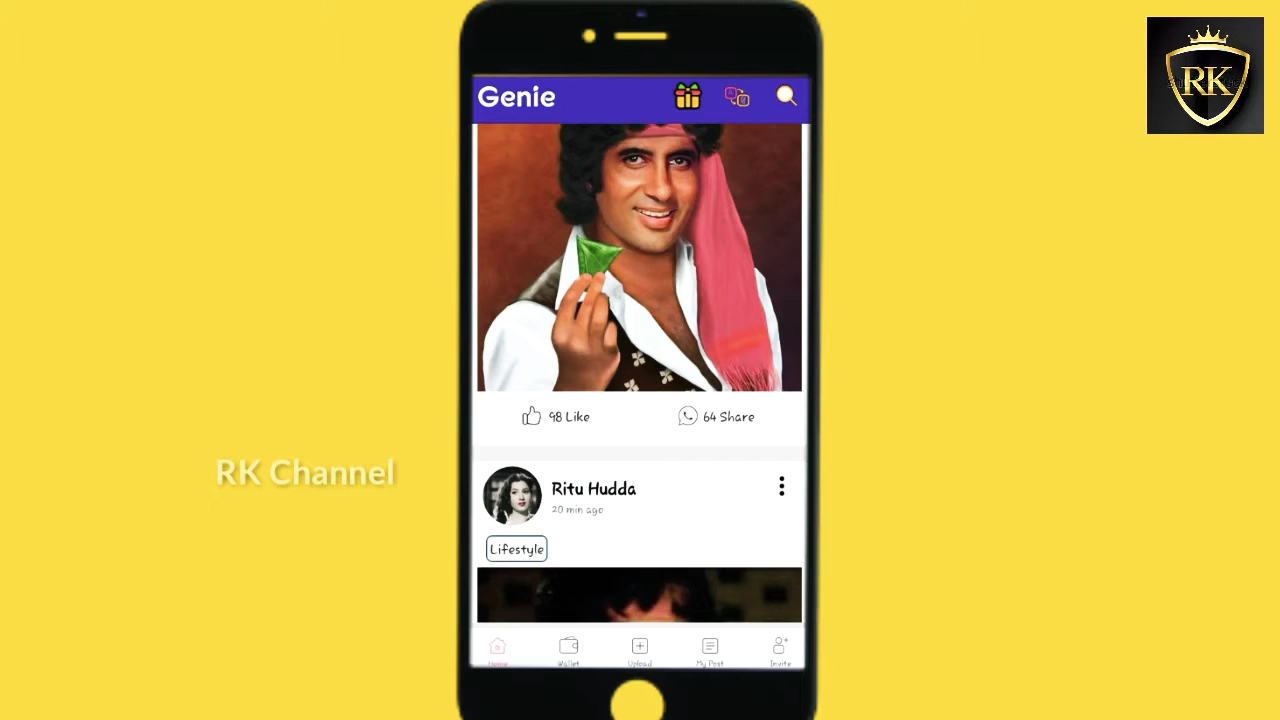 Genie
RK
98 Like
64 Share
RK Channel
Ritu Hudda
20 min ago
Lifestyle
Home
Wallet
Upload
My Post
Invite